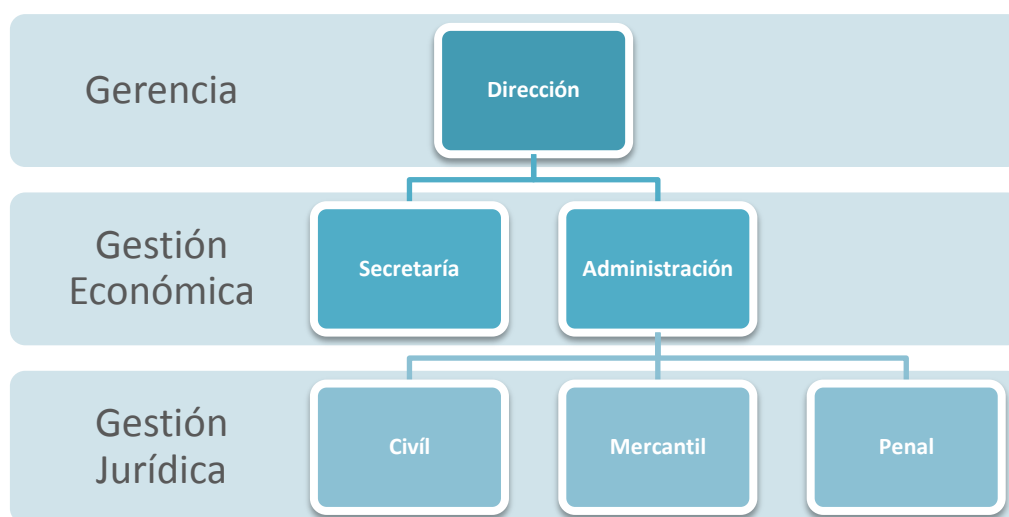 Gerencia
Dirección
Gestión
Económica
Secretaría
Administración
Gestión
Jurídica
Civíl
Mercantil
Penal